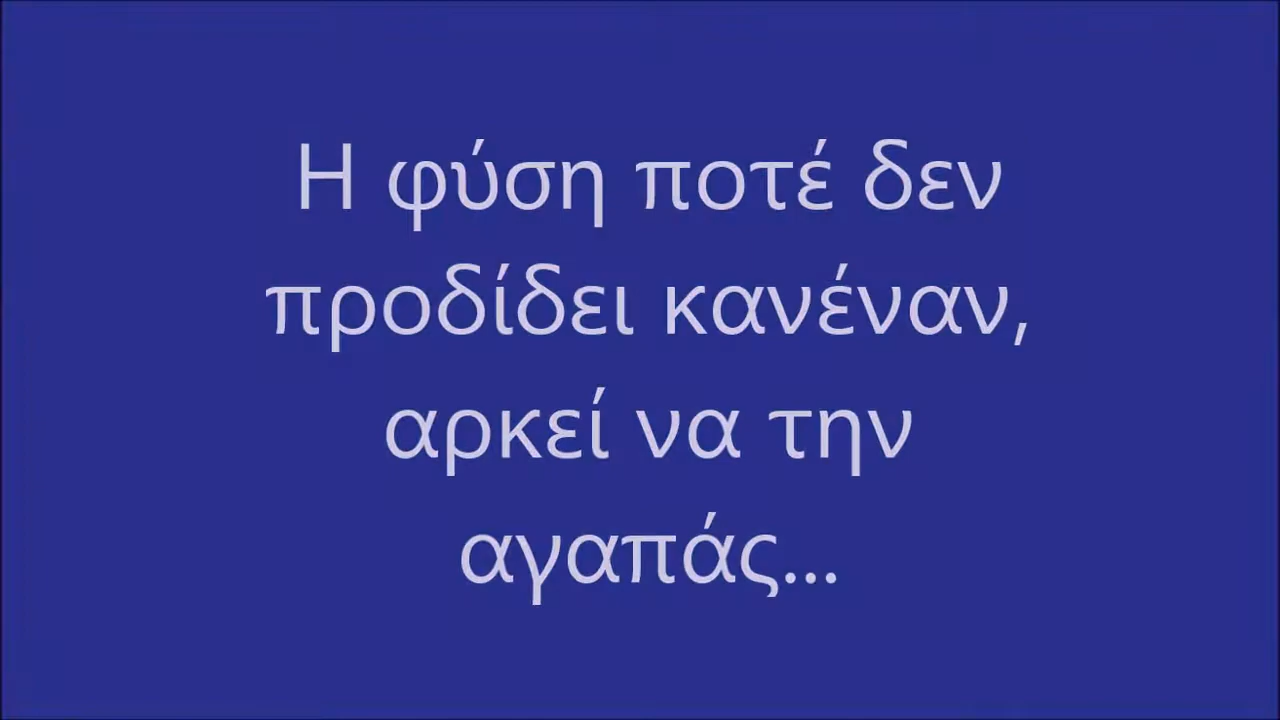 Η φύση ποτέ δεν
προδίδει κανέναν,
αρκεί να την
αγαπάς...